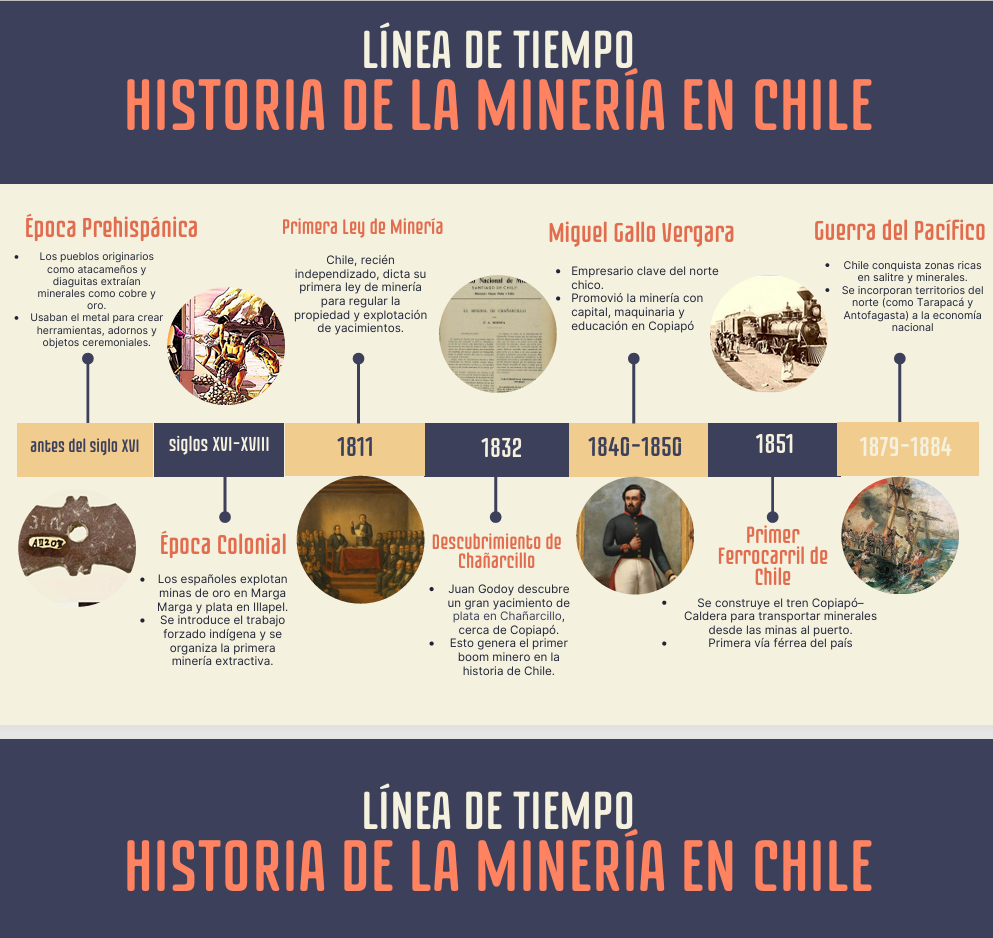 LÍNEA DE TIEMPO
HISTORIA DE LA MINERÍA EN CHILE
Época Prehispánica
• Los pueblos originarios
como atacameños y
diaguitas extraían
minerales como cobre y
oro.
• Usaban el metal para crear
herramientas, adornos y
objetos ceremoniales.
Primera Ley de Minería
Chile, recién
independizado, dicta su
primera ley de minería
para regular la
propiedad y explotación
de yacimientos.
Miguel Gallo Vergara
• Empresario clave del norte
chico.
• Promovió la minería con
capital, maquinaria y
educación en Copiapó
Guerra del Pacífico
• Chile conquista zonas ricas
en salitre y minerales.
• Se incorporan territorios del
norte (como Tarapacá y
Antofagasta) a la economía
nacional
SANTIAGO DE CHILE
antes del siglo XVI
siglos XVI-XVIII
1811
1832
1840-1850
1851
1879-1884
Época Colonial
• Los españoles explotan
minas de oro en Marga
Marga y plata en Illapel.
• Se introduce el trabajo
forzado indígena y se
organiza la primera
minería extractiva.
Descubrimiento de
Chañarcillo
• Juan Godoy descubre
un gran yacimiento de
plata en Chañarcillo,
cerca de Copiapó.
• Esto genera el primer
boom minero en la
historia de Chile.
Primer
Ferrocarril de
Chile
• Se construye el tren Copiapó–
Caldera para transportar minerales
desde las minas al puerto.
• Primera vía férrea del país
LÍNEA DE TIEMPO
HISTORIA DE LA MINERÍA EN CHILE